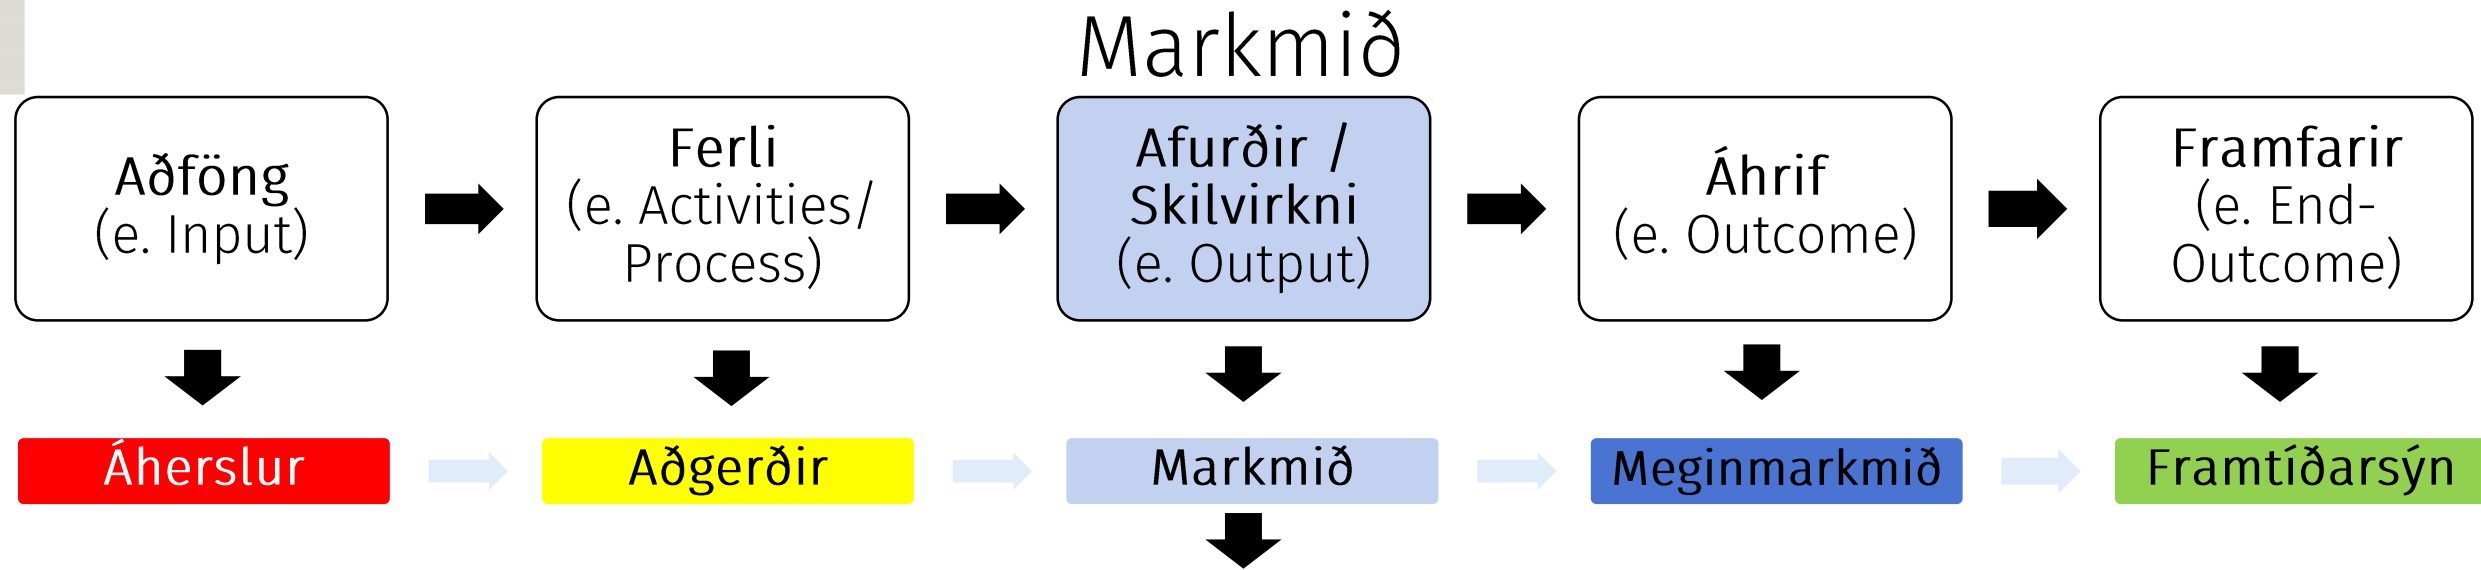 Markmið
Aðföng
(e. Input)
Ferli
(e. Activities/
Process)
Afurðir /
Skilvirkni
(e. Output)
Áhrif
(e. Outcome)
Framfarir
(e. End-
Outcome)
Áherslur
Aðgerðir
Markmið
Meginmarkmið
Framtíðarsýn